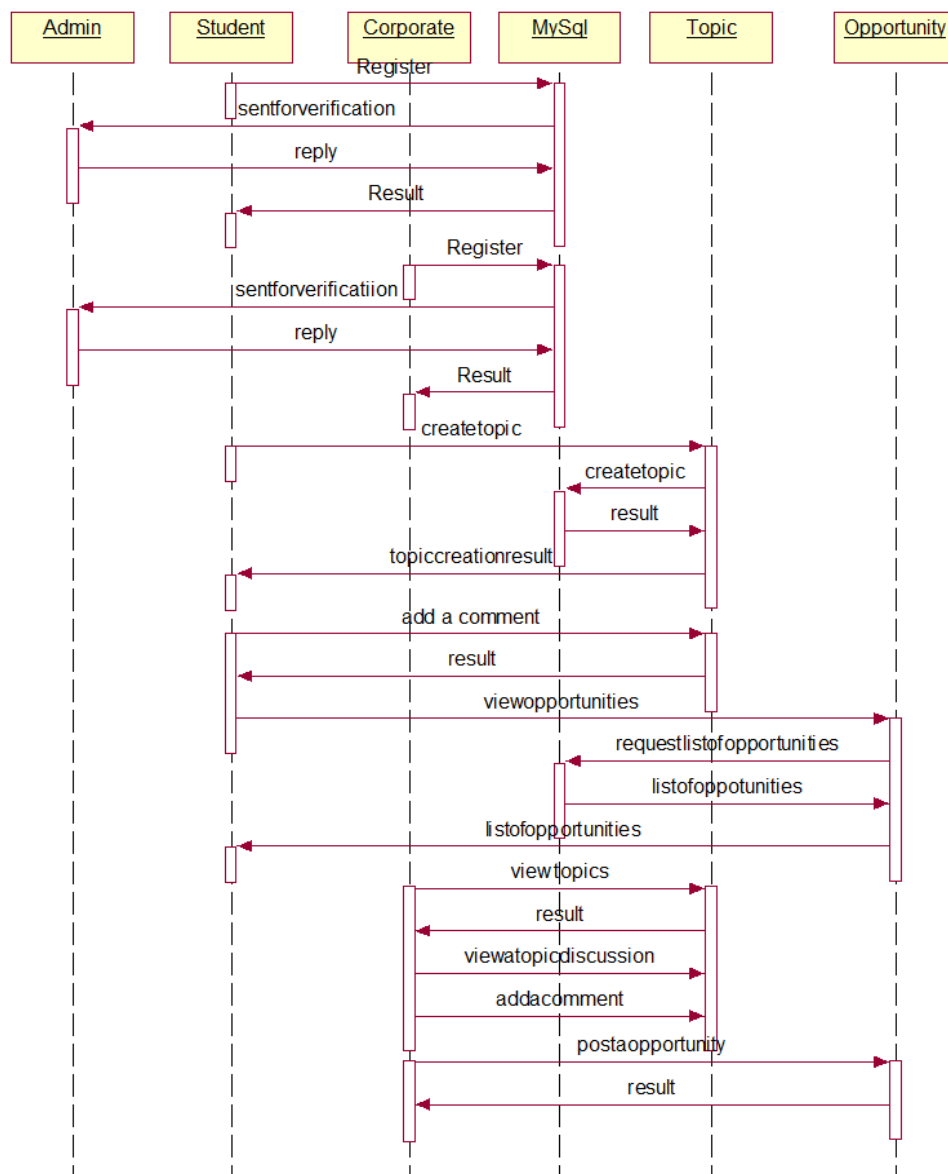 Admin
Student
Corporate
MySql
Topic
Opportunity
Register
sentforverification
reply
Result
Register
sentforverificatiion
reply
Result
createtopic
createtopic
result
topiccreationresult
add a comment
result
viewopportunities
requestlistofopportunities
listofoppotunities
listofopportunities
viewtopics
result
viewatopicdiscussion
addacomment
postaopportunity
result